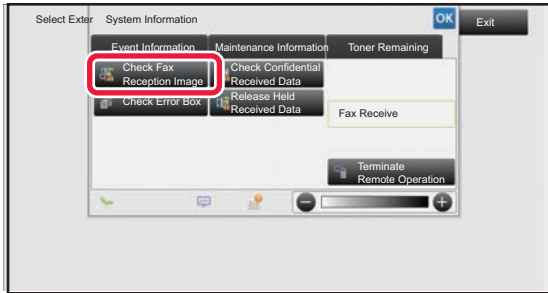 Select Exter
System Information
OK
Exit
Event Information
Maintenance Information
Toner Remaining
Check Fax
Reception Image
Check Confidential
Received Data
Check Error Box
Release Held
Received Data
Fax Receive
Terminate
Remote Operation